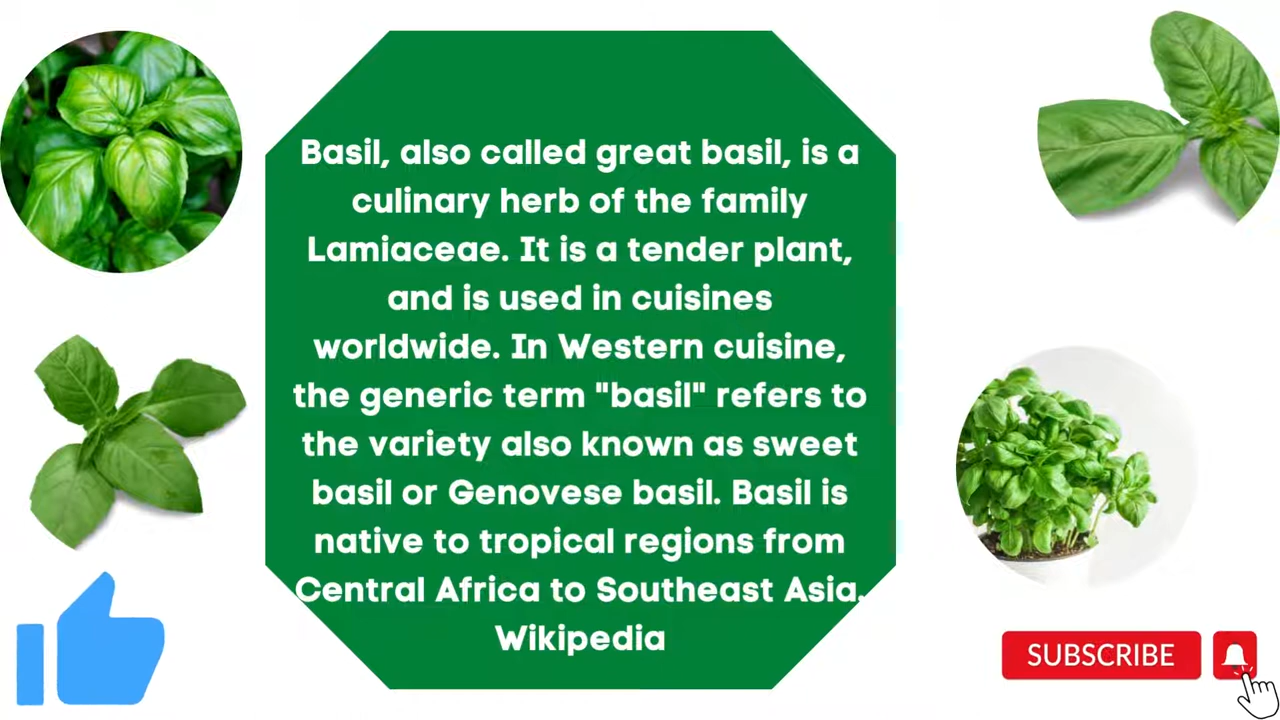 Basil, also called great basil, is a
culinary herb of the family
Lamiaceae. It is a tender plant,
and is used in cuisines
worldwide. In Western cuisine,
the generic term "basil" refers to
the variety also known as sweet
basil or Genovese basil. Basil is
native to tropical regions from
Central Africa to Southeast Asia.
Wikipedia
SUBSCRIBE